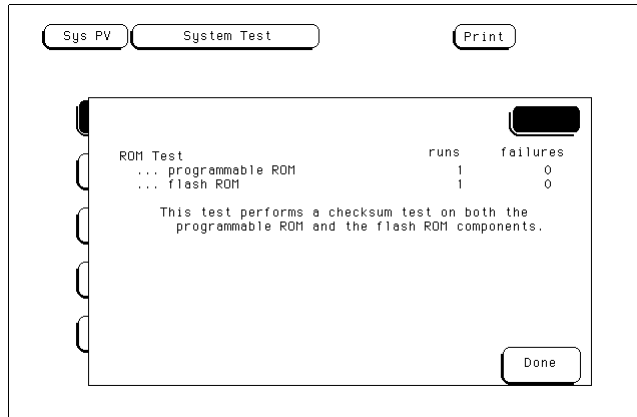 Sys PV System Test Print
ROM Test runs failures
... programmable ROM 1 0
... flash ROM 1 0
This test performs a checksum test on both the
programmable ROM and the flash ROM components.
Done